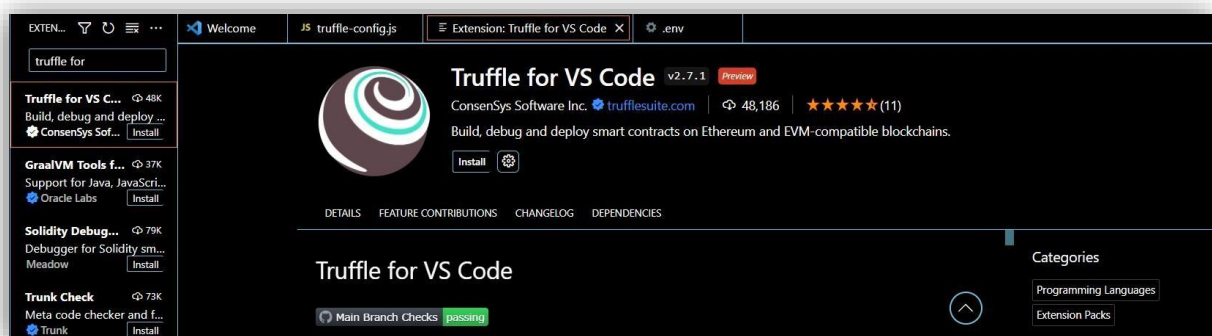 EXTEN...
truffle for
Truffle for VS C... 48K
Build, debug and deploy ...
ConsenSys Sof... Install
GraalVM Tools f... 37K
Support for Java, JavaScri...
Oracle Labs Install
Solidity Debug... 79K
Debugger for Solidity sm...
Meadow Install
Trunk Check 73K
Meta code checker and f...
Trunk Install
Welcome JS truffle-config.js Extension: Truffle for VS Code .env
Truffle for VS Code v2.7.1 Preview
ConsenSys Software Inc. trufflesuite.com 48,186 (11)
Build, debug and deploy smart contracts on Ethereum and EVM-compatible blockchains.
Install
DETAILS FEATURE CONTRIBUTIONS CHANGELOG DEPENDENCIES
Truffle for VS Code
Main Branch Checks passing
Categories
Programming Languages
Extension Packs